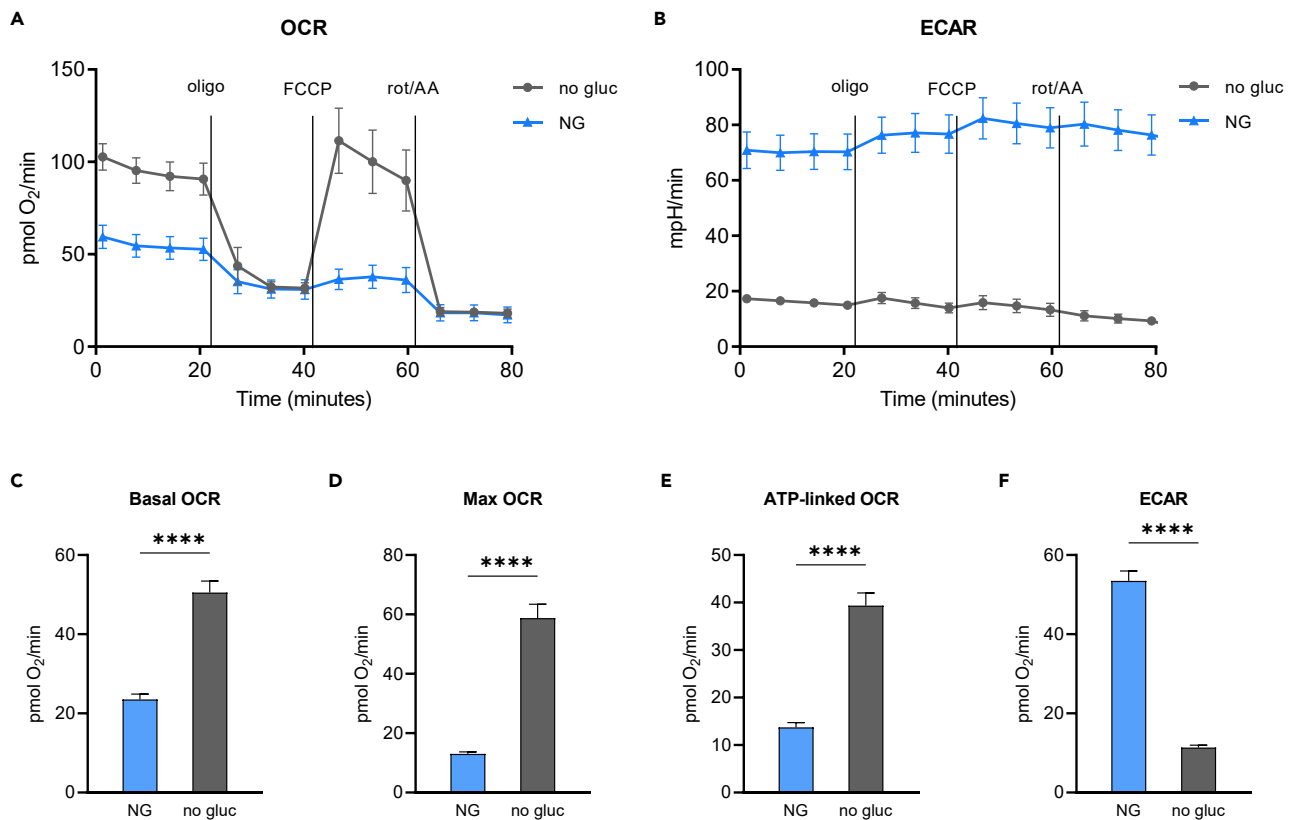 A
OCR
150
100
50
0
pmol O2/min
oligo
FCCP
rot/AA
no gluc
NG
0 20 40 60 80
Time (minutes)
B
ECAR
100
80
60
40
20
0
mpH/min
oligo
FCCP
rot/AA
no gluc
NG
0 20 40 60 80
Time (minutes)
C
Basal OCR
****
60
40
20
0
pmol O2/min
NG no gluc
D
Max OCR
****
80
60
40
20
0
pmol O2/min
NG no gluc
E
ATP-linked OCR
****
50
40
30
20
10
0
pmol O2/min
NG no gluc
F
ECAR
****
60
40
20
0
pmol O2/min
NG no gluc